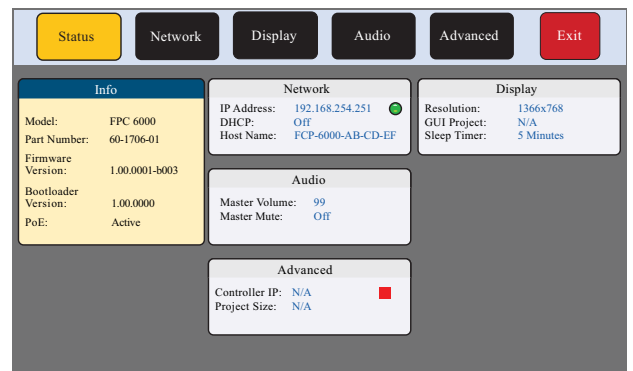 Status
Network
Display
Audio
Advanced
Exit
Info
Model: FPC 6000
Part Number: 60-1706-01
Firmware
Version: 1.00.0001-b003
Bootloader
Version: 1.00.0000
PoE: Active
Network
IP Address: 192.168.254.251
DHCP: Off
Host Name: FCP-6000-AB-CD-EF
Audio
Master Volume: 99
Master Mute: Off
Advanced
Controller IP: N/A
Project Size: N/A
Display
Resolution: 1366x768
GUI Project: N/A
Sleep Timer: 5 Minutes